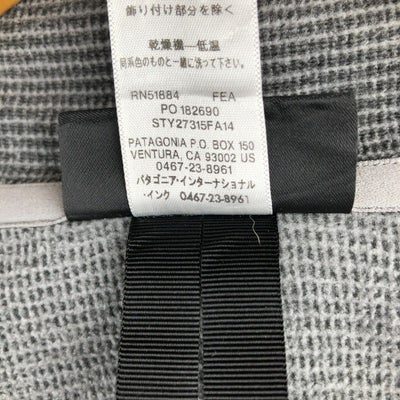 飾り付け部分を除く
乾燥機―低温
同系色のものと一緒に洗って下さい。
RN51884 FEA
PO 182690
STY27315FA14
PATAGONIA P.O. BOX 150
VENTURA, CA 93002 US
0467-23-8961
パタゴニア・インターナショナル
・インク 0467-23-8961